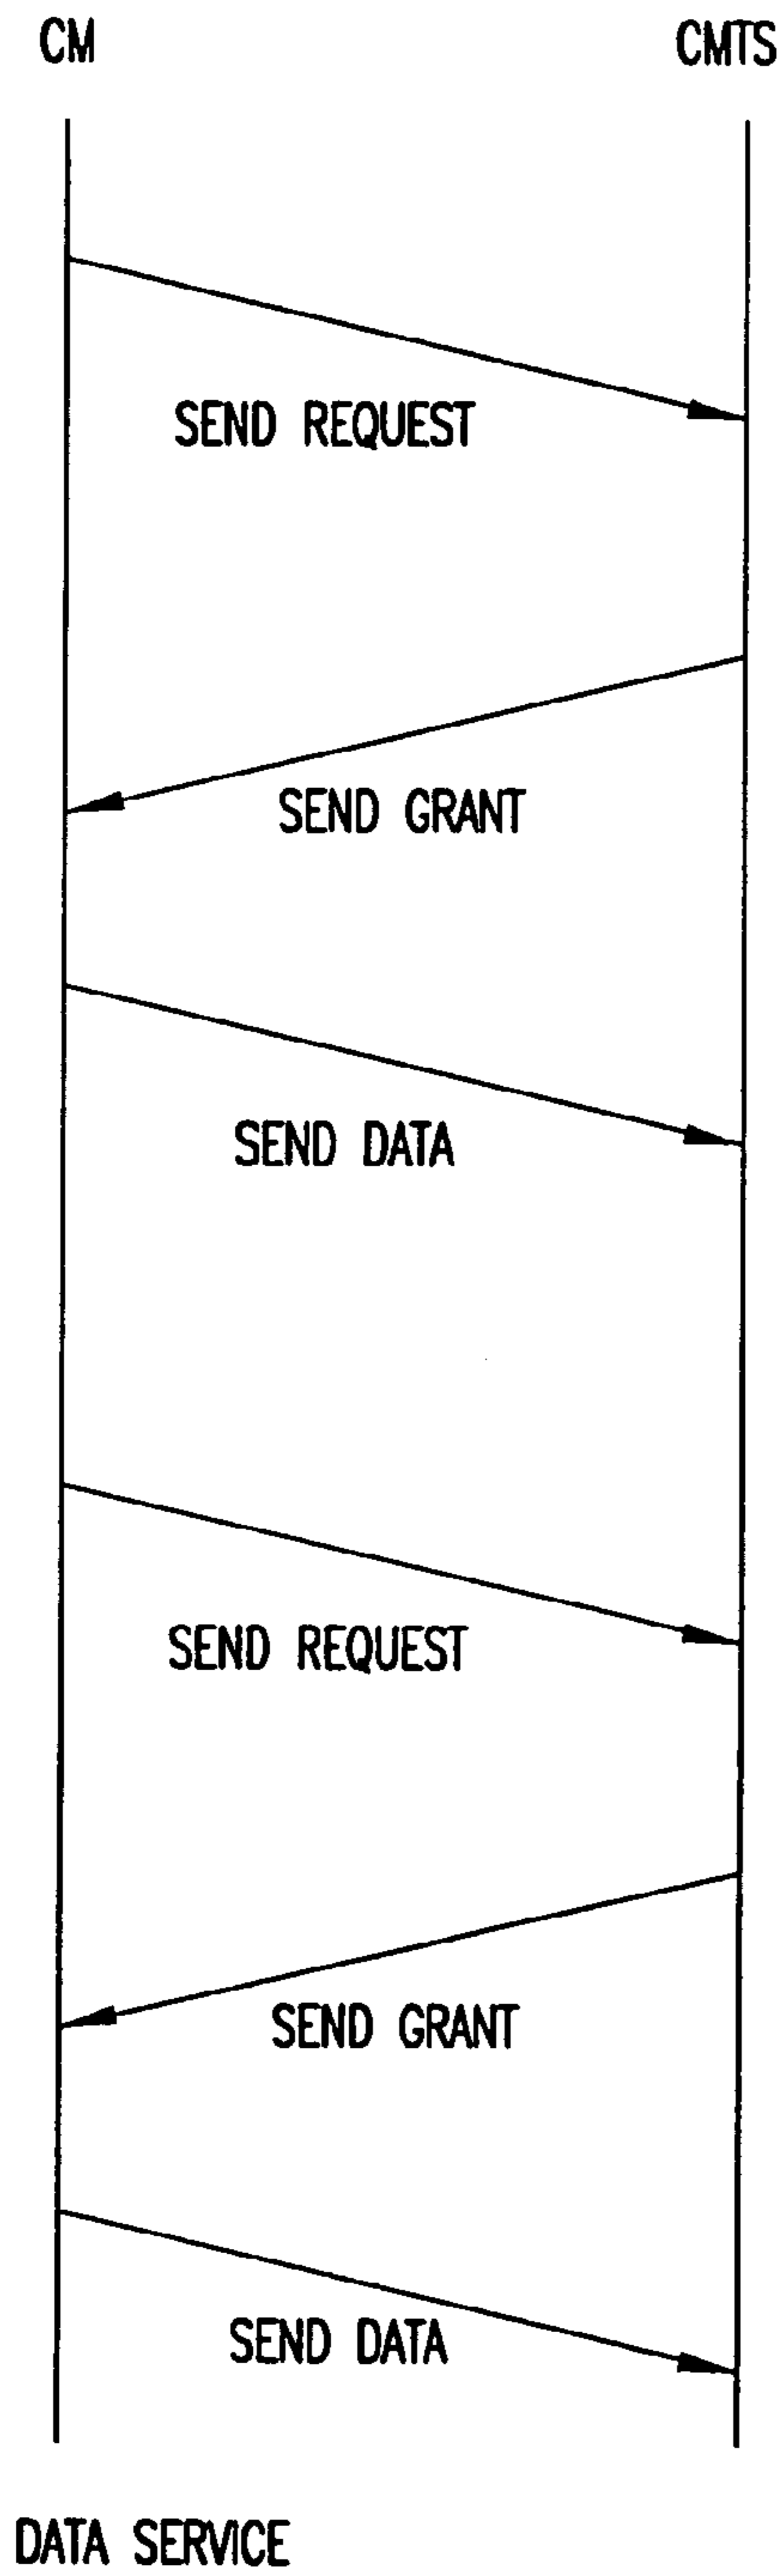 CM CMTS
SEND REQUEST
SEND GRANT
SEND DATA
SEND REQUEST
SEND GRANT
SEND DATA
DATA SERVICE